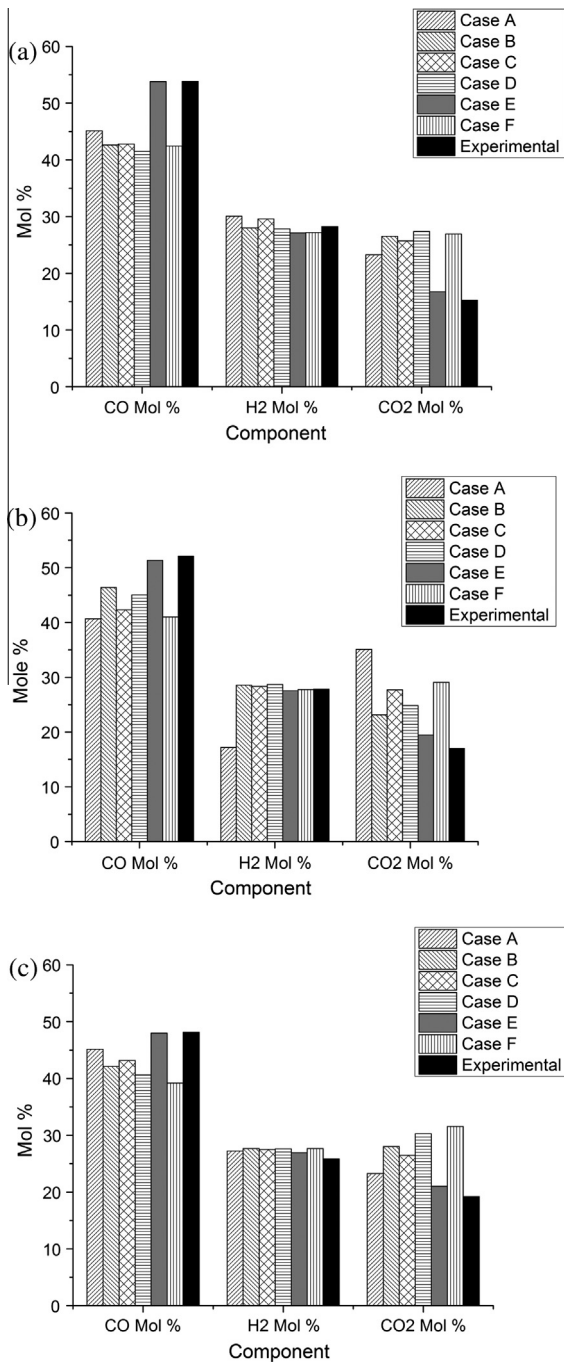 (a)
Case A
Case B
Case C
Case D
Case E
Case F
Experimental
60
50
40
30
20
10
0
Mol %
CO Mol %
H2 Mol %
CO2 Mol %
Component
(b)
Case A
Case B
Case C
Case D
Case E
Case F
Experimental
60
50
40
30
20
10
0
Mole %
CO Mol %
H2 Mol %
CO2 Mol %
Component
(c)
Case A
Case B
Case C
Case D
Case E
Case F
Experimental
60
50
40
30
20
10
0
Mol %
CO Mol %
H2 Mol %
CO2 Mol %
Component